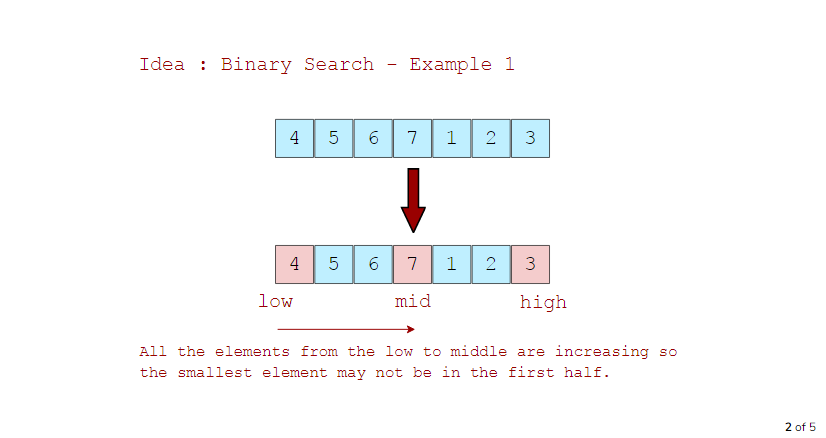 Idea : Binary Search - Example 1
4 5 6 7 1 2 3
4 5 6 7 1 2 3
low mid high
All the elements from the low to middle are increasing so
the smallest element may not be in the first half.
2 of 5